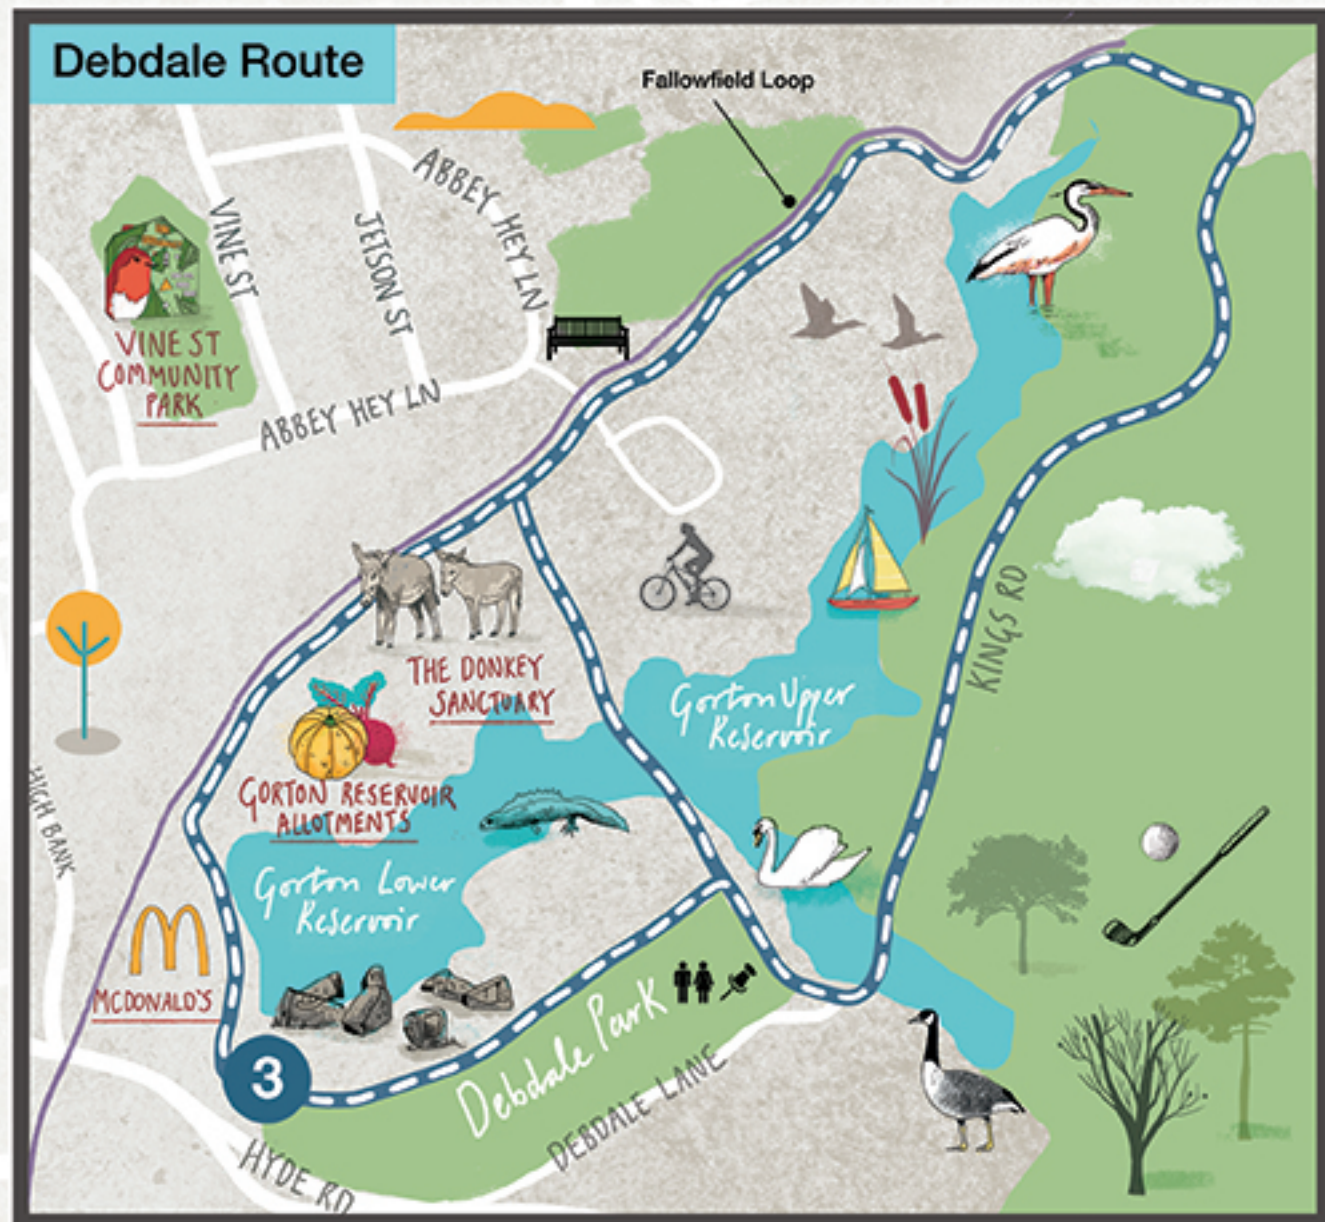 Debdale Route
Fallowfield Loop
ABBEY HEY LN
VINE ST
JETSON ST
VINE ST
COMMUNITY
PARK
ABBEY HEY LN
THE DONKEY
SANCTUARY
KINGS RD
Gorton Upper
Reservoir
GORTON RESERVOIR
ALLOTMENTS
HIGH BANK
Gorton Lower
Reservoir
MCDONALD'S
3
Debdale Park
DEBDALE LANE
HYDE RD